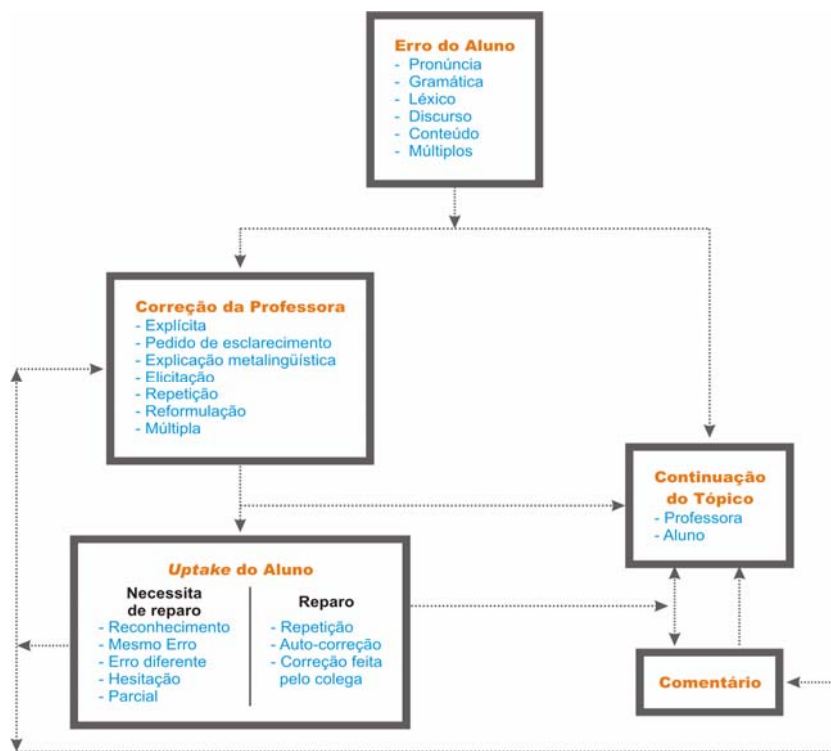 Erro do Aluno
- Pronúncia
- Gramática
- Léxico
- Discurso
- Conteúdo
- Múltiplos
Correção da Professora
- Explícita
- Pedido de esclarecimento
- Explicação metalingüística
- Elicitação
- Repetição
- Reformulação
- Múltipla
Continuação
do Tópico
- Professora
- Aluno
Uptake do Aluno
Necessita
de reparo
- Reconhecimento
- Mesmo Erro
- Erro diferente
- Hesitação
- Parcial
Reparo
- Repetição
- Auto-correção
- Correção feita
pelo colega
Comentário